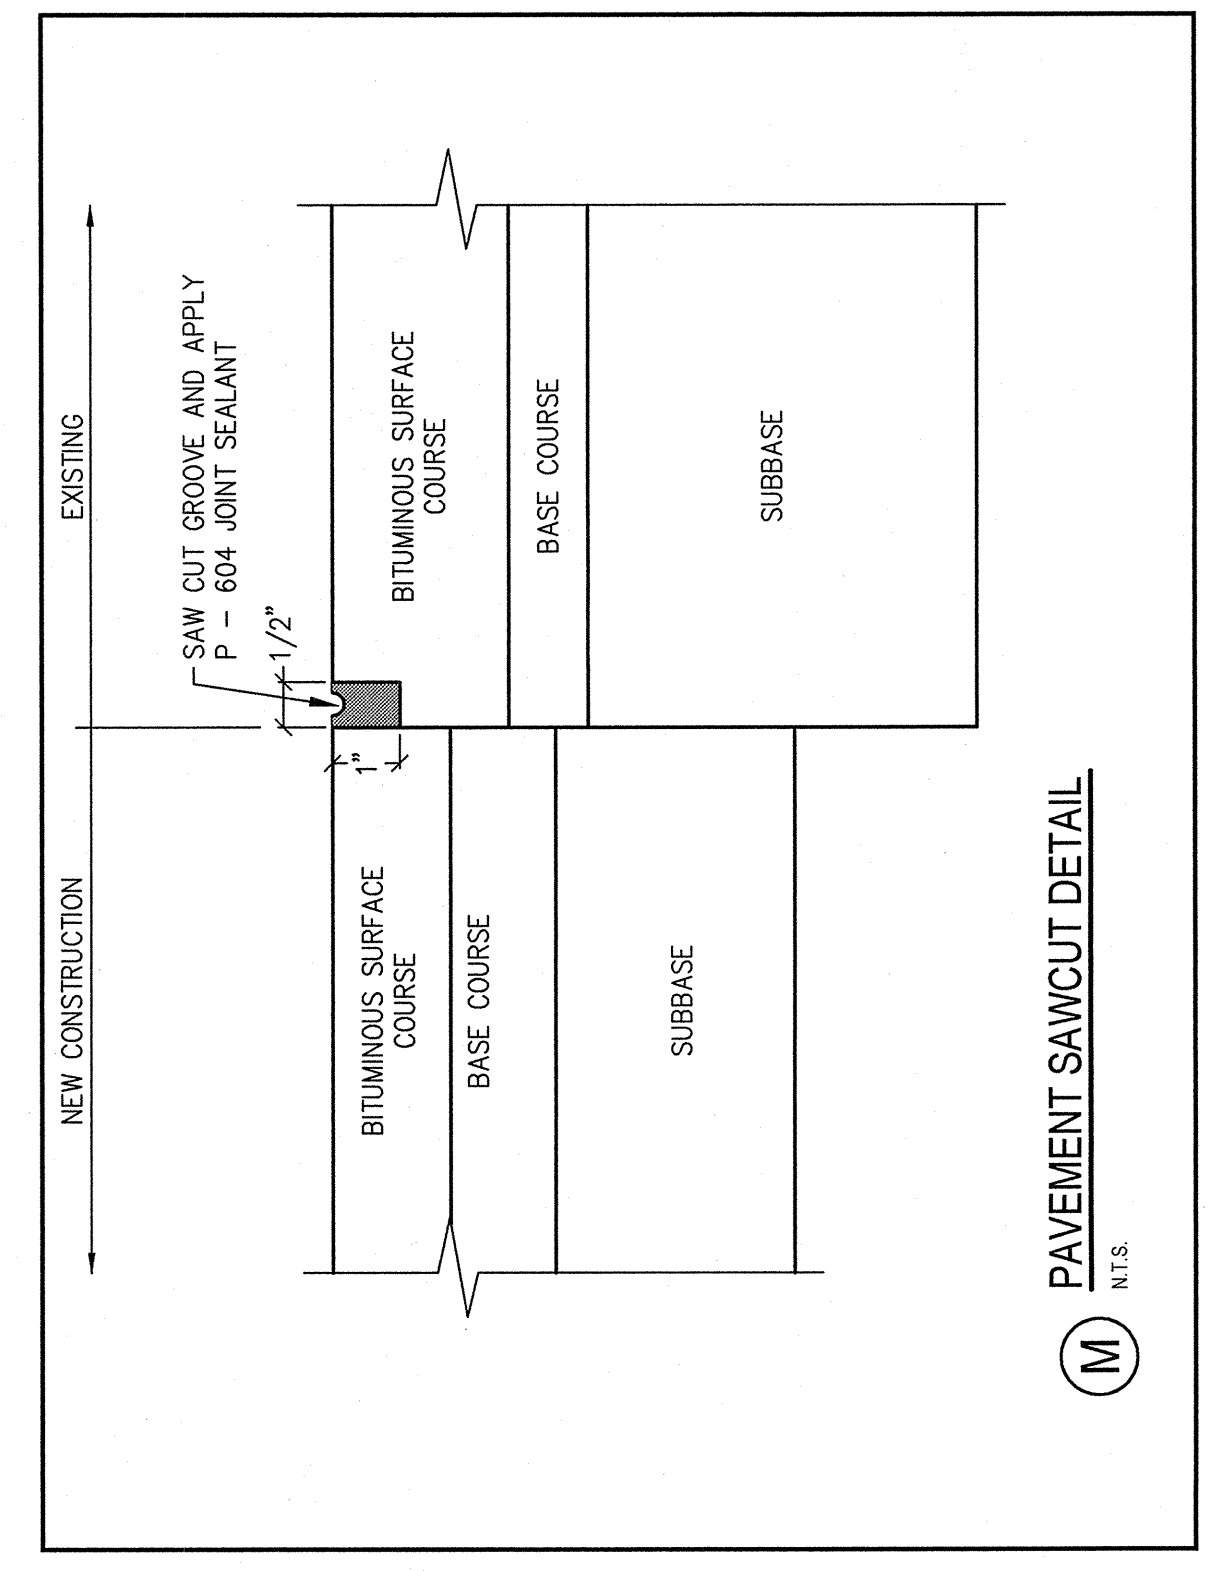 NEW CONSTRUCTION
EXISTING
SAW CUT GROOVE AND APPLY
P - 604 JOINT SEALANT
1/2"
1"
BITUMINOUS SURFACE
COURSE
BASE COURSE
SUBBASE
BITUMINOUS SURFACE
COURSE
BASE COURSE
SUBBASE
M
PAVEMENT SAWCUT DETAIL
N.T.S.